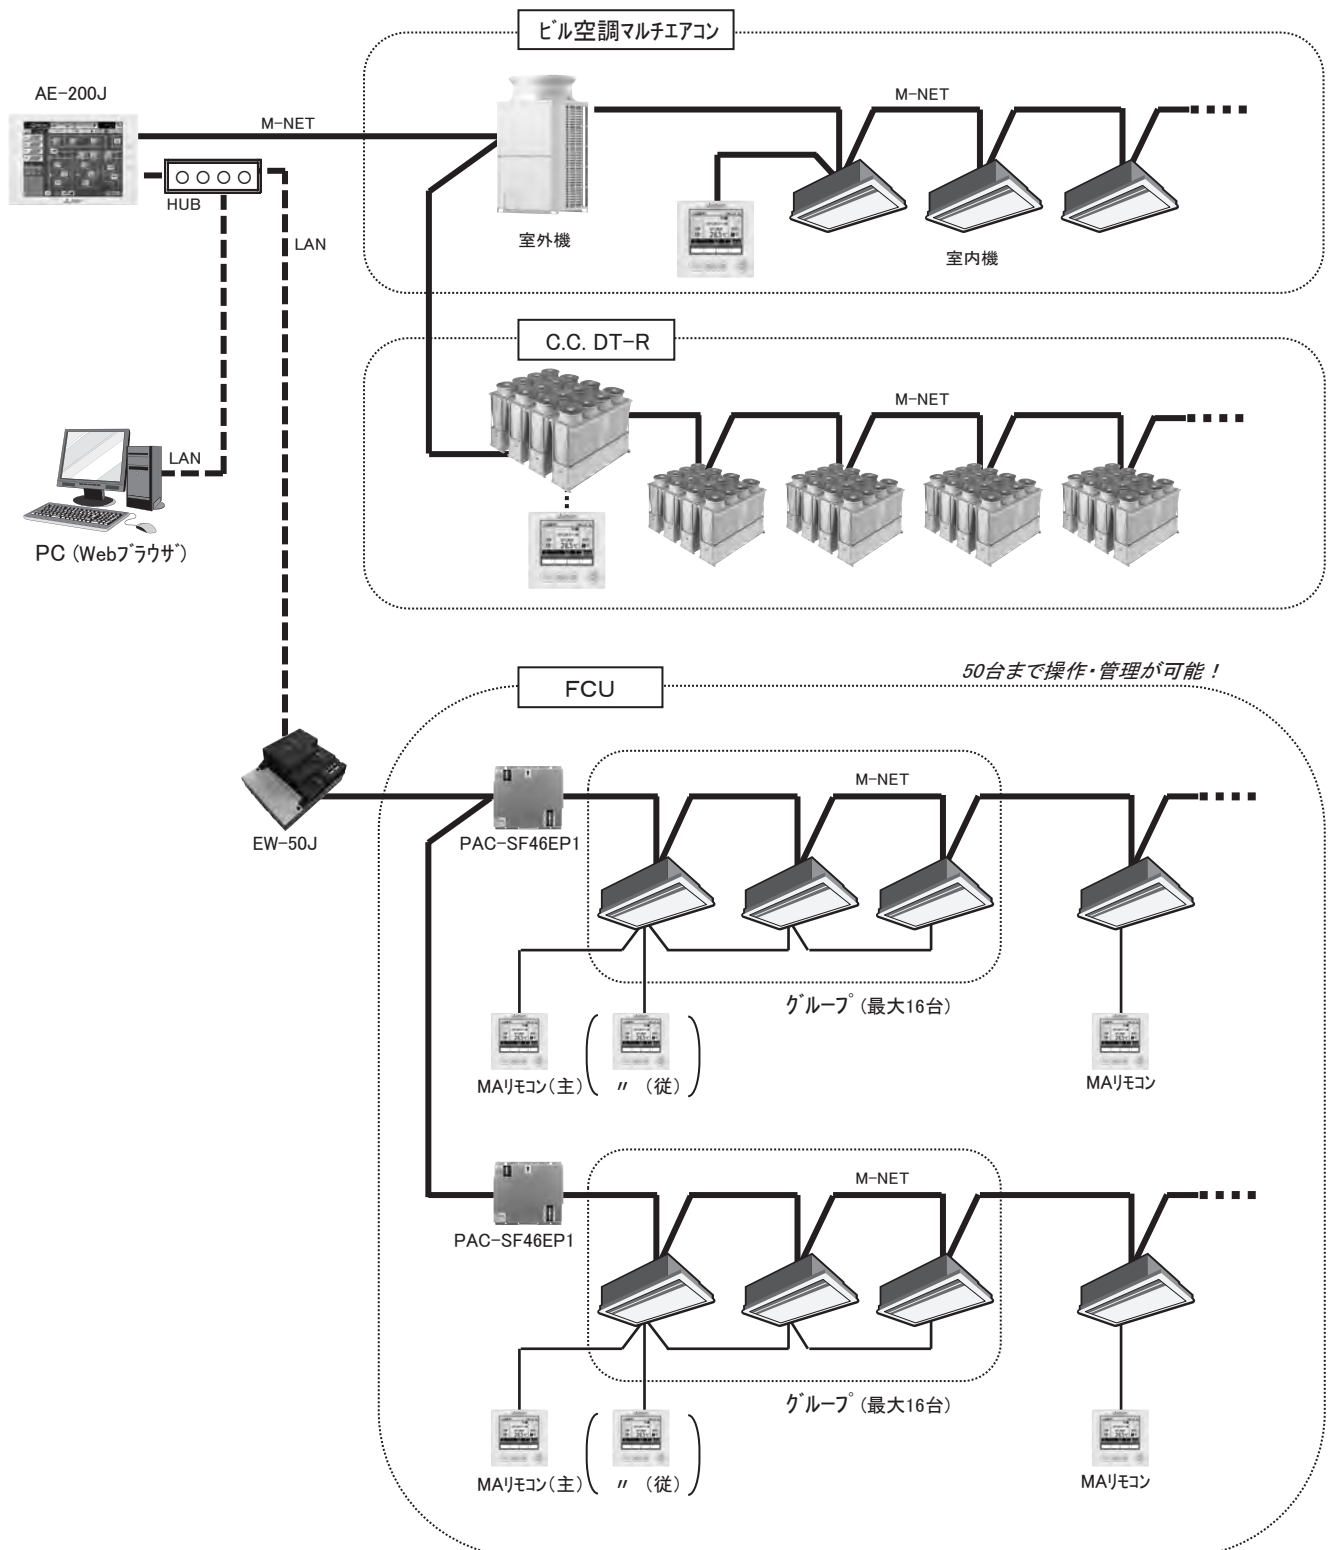 ビル空調マルチエアコン
AE-200J
M-NET
M-NET
HUB
LAN
室外機
室内機
C.C. DT-R
M-NET
LAN
PC (Webブラウザ)
50台まで操作・管理が可能！
FCU
M-NET
EW-50J
PAC-SF46EP1
グループ (最大16台)
MAリモコン(主)
〃 (従)
MAリモコン
M-NET
PAC-SF46EP1
グループ (最大16台)
MAリモコン(主)
〃 (従)
MAリモコン